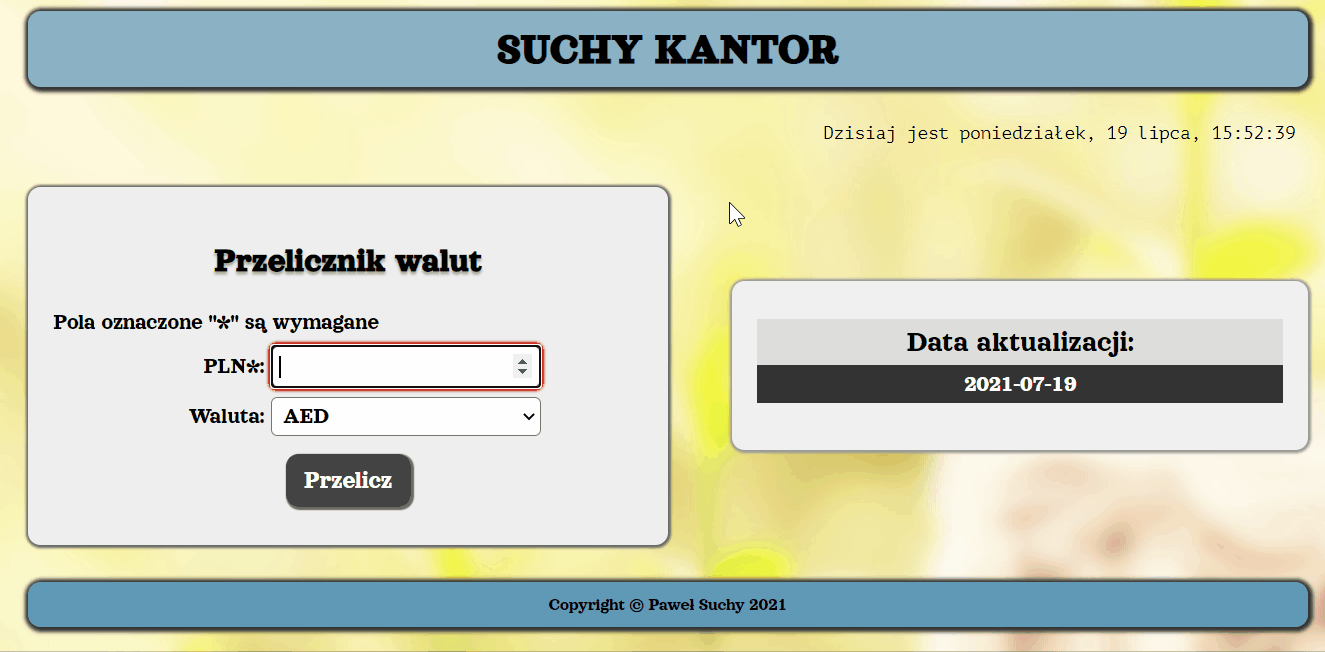 SUCHY KANTOR
Dzisiaj jest poniedziałek, 19 lipca, 15:52:39
Przelicznik walut
Pola oznaczone "*" są wymagane
PLN*:
Waluta: AED
Przelicz
Data aktualizacji:
2021-07-19
Copyright © Paweł Suchy 2021